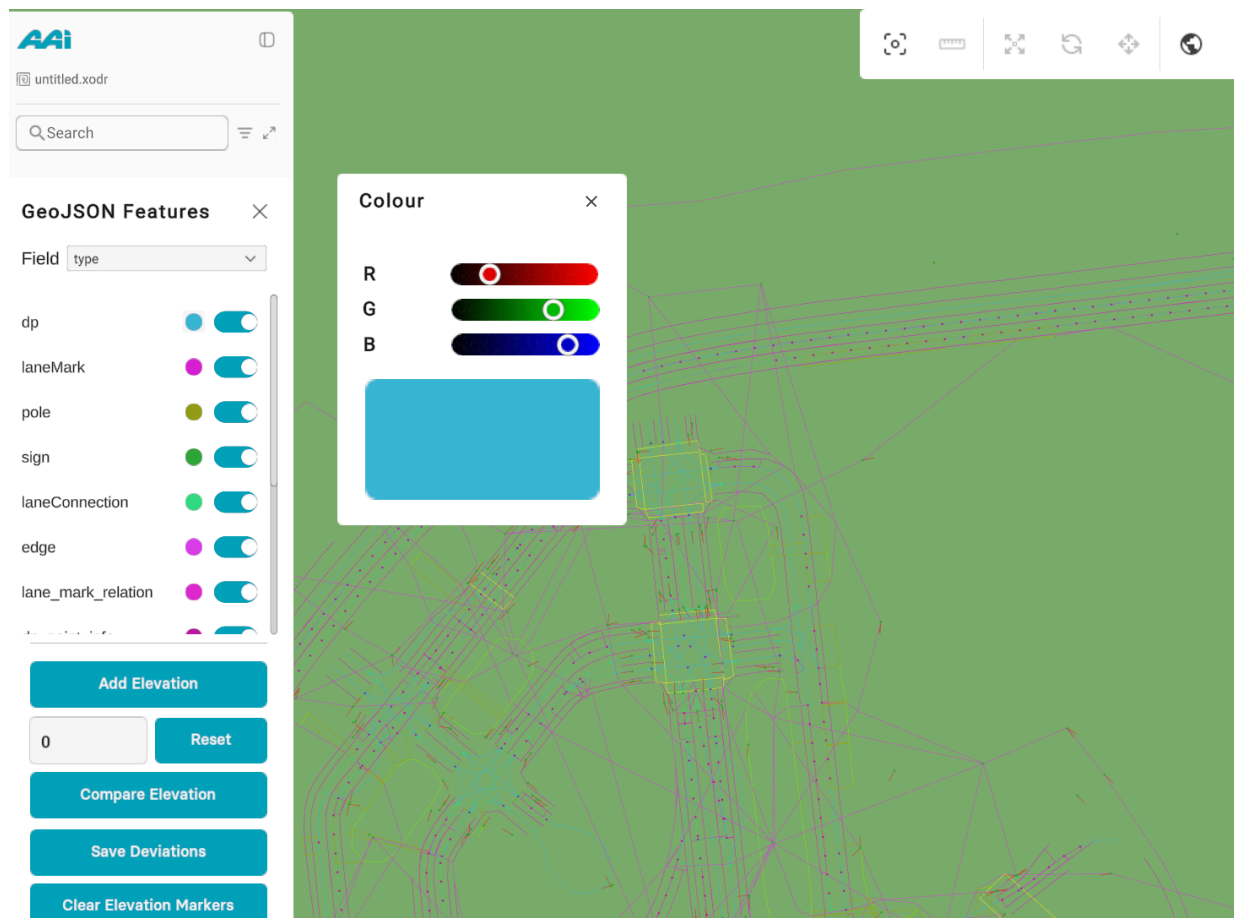 AAi
untitled.xodr
Search
GeoJSON Features
Field type
dp
laneMark
pole
sign
laneConnection
edge
lane_mark_relation
Add Elevation
0 Reset
Compare Elevation
Save Deviations
Clear Elevation Markers
Colour
R
G
B